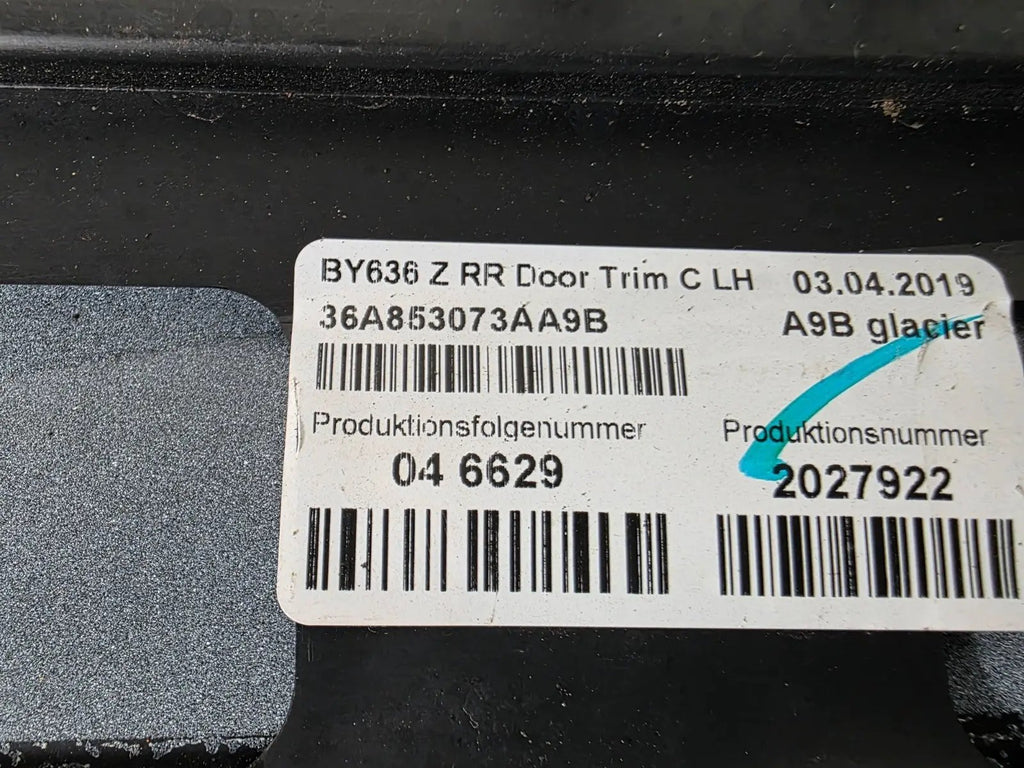 BY636 Z RR Door Trim C LH 03.04.2019
36A853073AA9B A9B glacier
Produktionsfolgenummer Produktionsnummer
04 6629 2027922